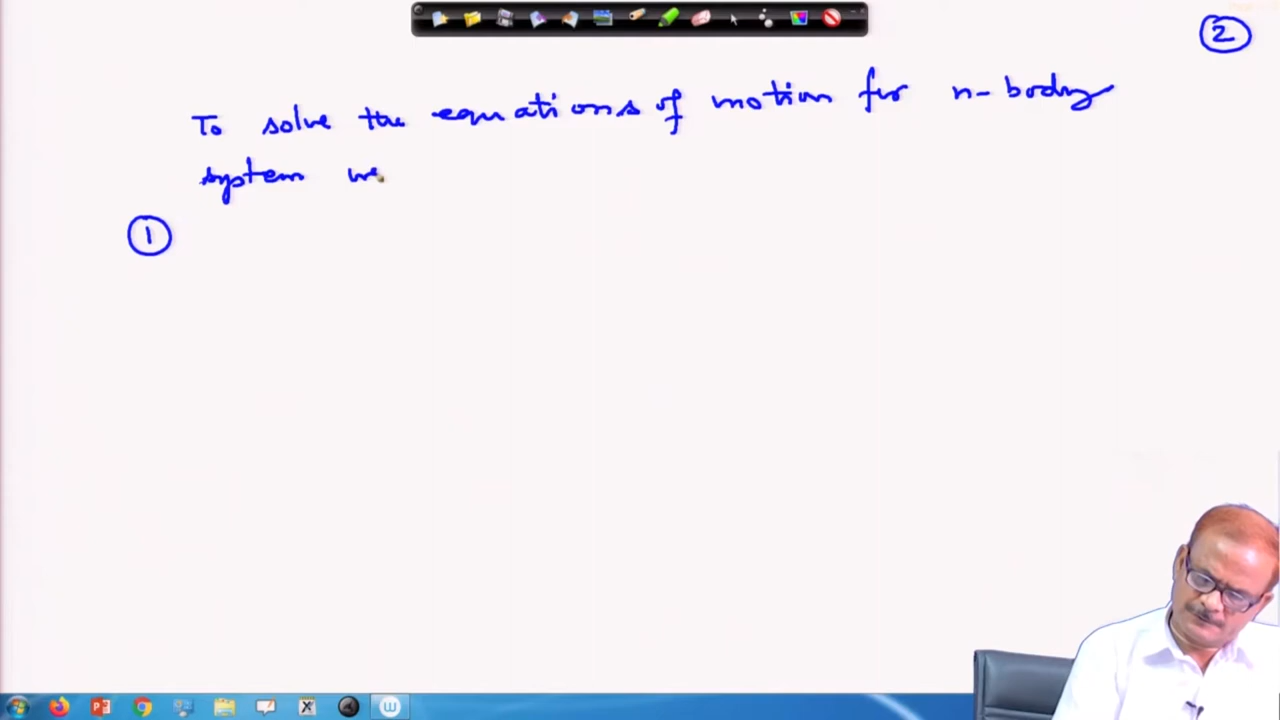 ②
To solve the equations of motion for n-body
system we
①